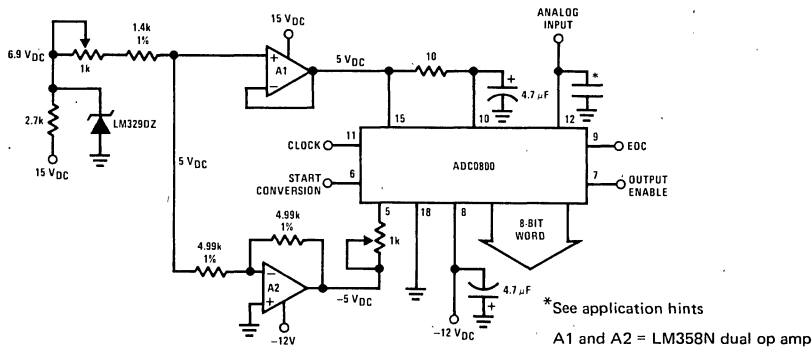 15 VDC
ANALOG
INPUT
1.4k
1%
6.9 VDC
1k
+
A1
−
5 VDC
10
+
4.7 μF
*
2.7k
LM329DZ
15 VDC
15
10
12
CLOCK
11
9
EOC
ADC0800
START
CONVERSION
6
7
OUTPUT
ENABLE
5 VDC
5
18
8
8-BIT
WORD
1k
4.99k
1%
4.99k
1%
−
A2
+
−5 VDC
−12V
4.7 μF
+
−12 VDC
*See application hints
A1 and A2 = LM358N dual op amp